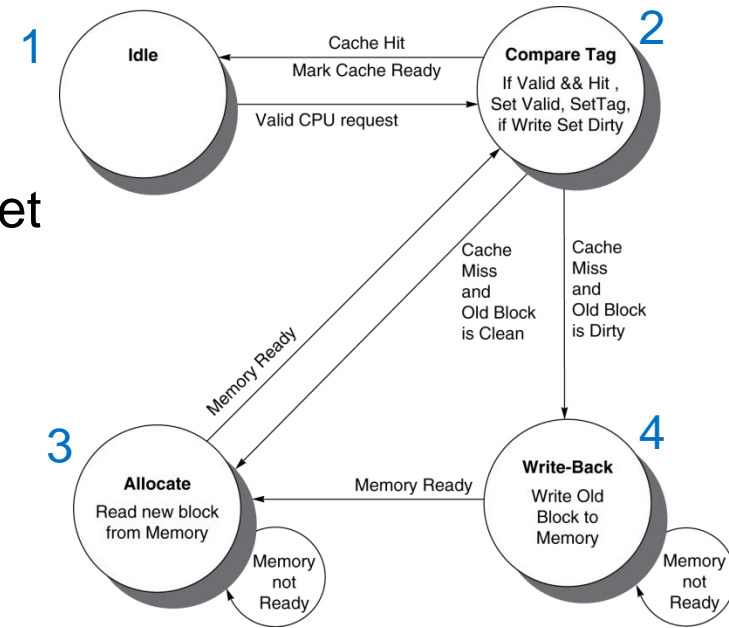 1
Idle
Cache Hit
Mark Cache Ready
Valid CPU request
2
Compare Tag
If Valid && Hit ,
Set Valid, SetTag,
if Write Set Dirty
et
Cache
Miss
and
Old Block
is Clean
Cache
Miss
and
Old Block
is Dirty
Memory Ready
3
Allocate
Read new block
from Memory
Memory
not
Ready
Memory Ready
4
Write-Back
Write Old
Block to
Memory
Memory
not
Ready